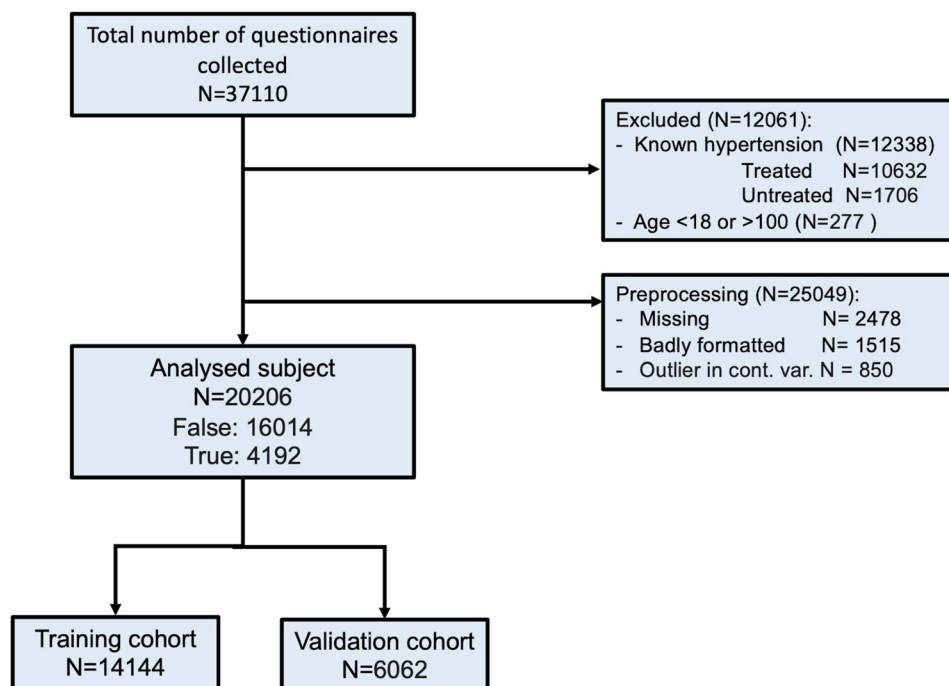 Total number of questionnaires
collected
N=37110
Excluded (N=12061):
- Known hypertension (N=12338)
Treated N=10632
Untreated N=1706
- Age <18 or >100 (N=277 )
Preprocessing (N=25049):
- Missing N= 2478
- Badly formatted N= 1515
- Outlier in cont. var. N = 850
Analysed subject
N=20206
False: 16014
True: 4192
Training cohort
N=14144
Validation cohort
N=6062